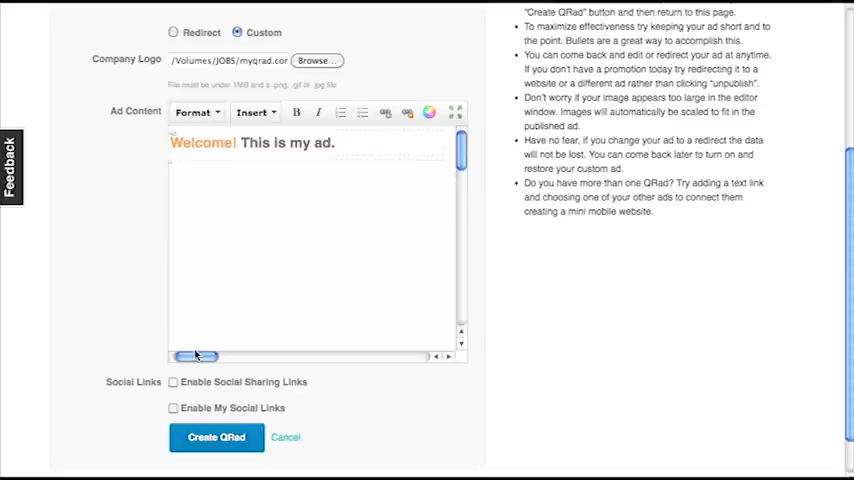 "Create QRad" button and then return to this page.
Redirect Custom
To maximize effectiveness try keeping your ad short and to
the point. Bullets are a great way to accomplish this.
Company Logo /Volumes/JOBS/myqrad.cor Browse...
You can come back and edit or redirect your ad at anytime.
If you don't have a promotion today try redirecting it to a
website or a different ad rather than clicking "unpublish".
File must be under 1MB and a .png, .gif or .jpg file
Don't worry if your image appears too large in the editor
window. Images will automatically be scaled to fit in the
published ad.
Ad Content Format Insert B I
Have no fear, if you change your ad to a redirect the data
will not be lost. You can come back later to turn on and
restore your custom ad.
Welcome! This is my ad.
Feedback
Do you have more than one QRad? Try adding a text link
and choosing one of your other ads to connect them
creating a mini mobile website.
Social Links Enable Social Sharing Links
Enable My Social Links
Create QRad Cancel